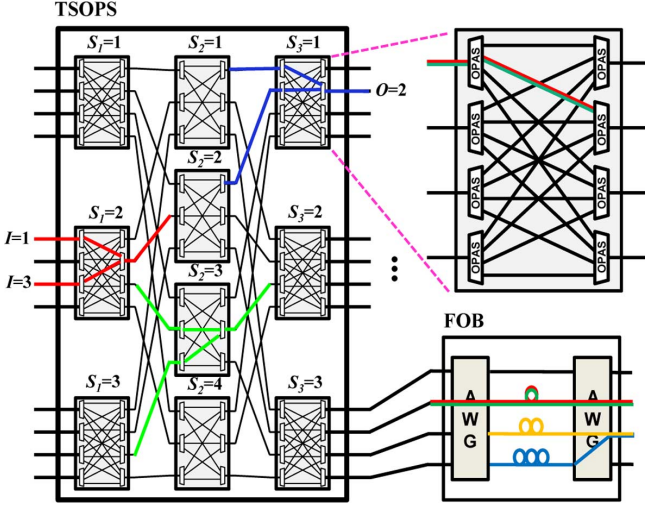 TSOPS
S1=1
S2=1
S3=1
O=2
S2=2
S1=2
S3=2
I=1
I=3
S2=3
S1=3
S2=4
S3=3
OPAS
OPAS
OPAS
OPAS
OPAS
OPAS
OPAS
OPAS
FOB
A
W
G
A
W
G